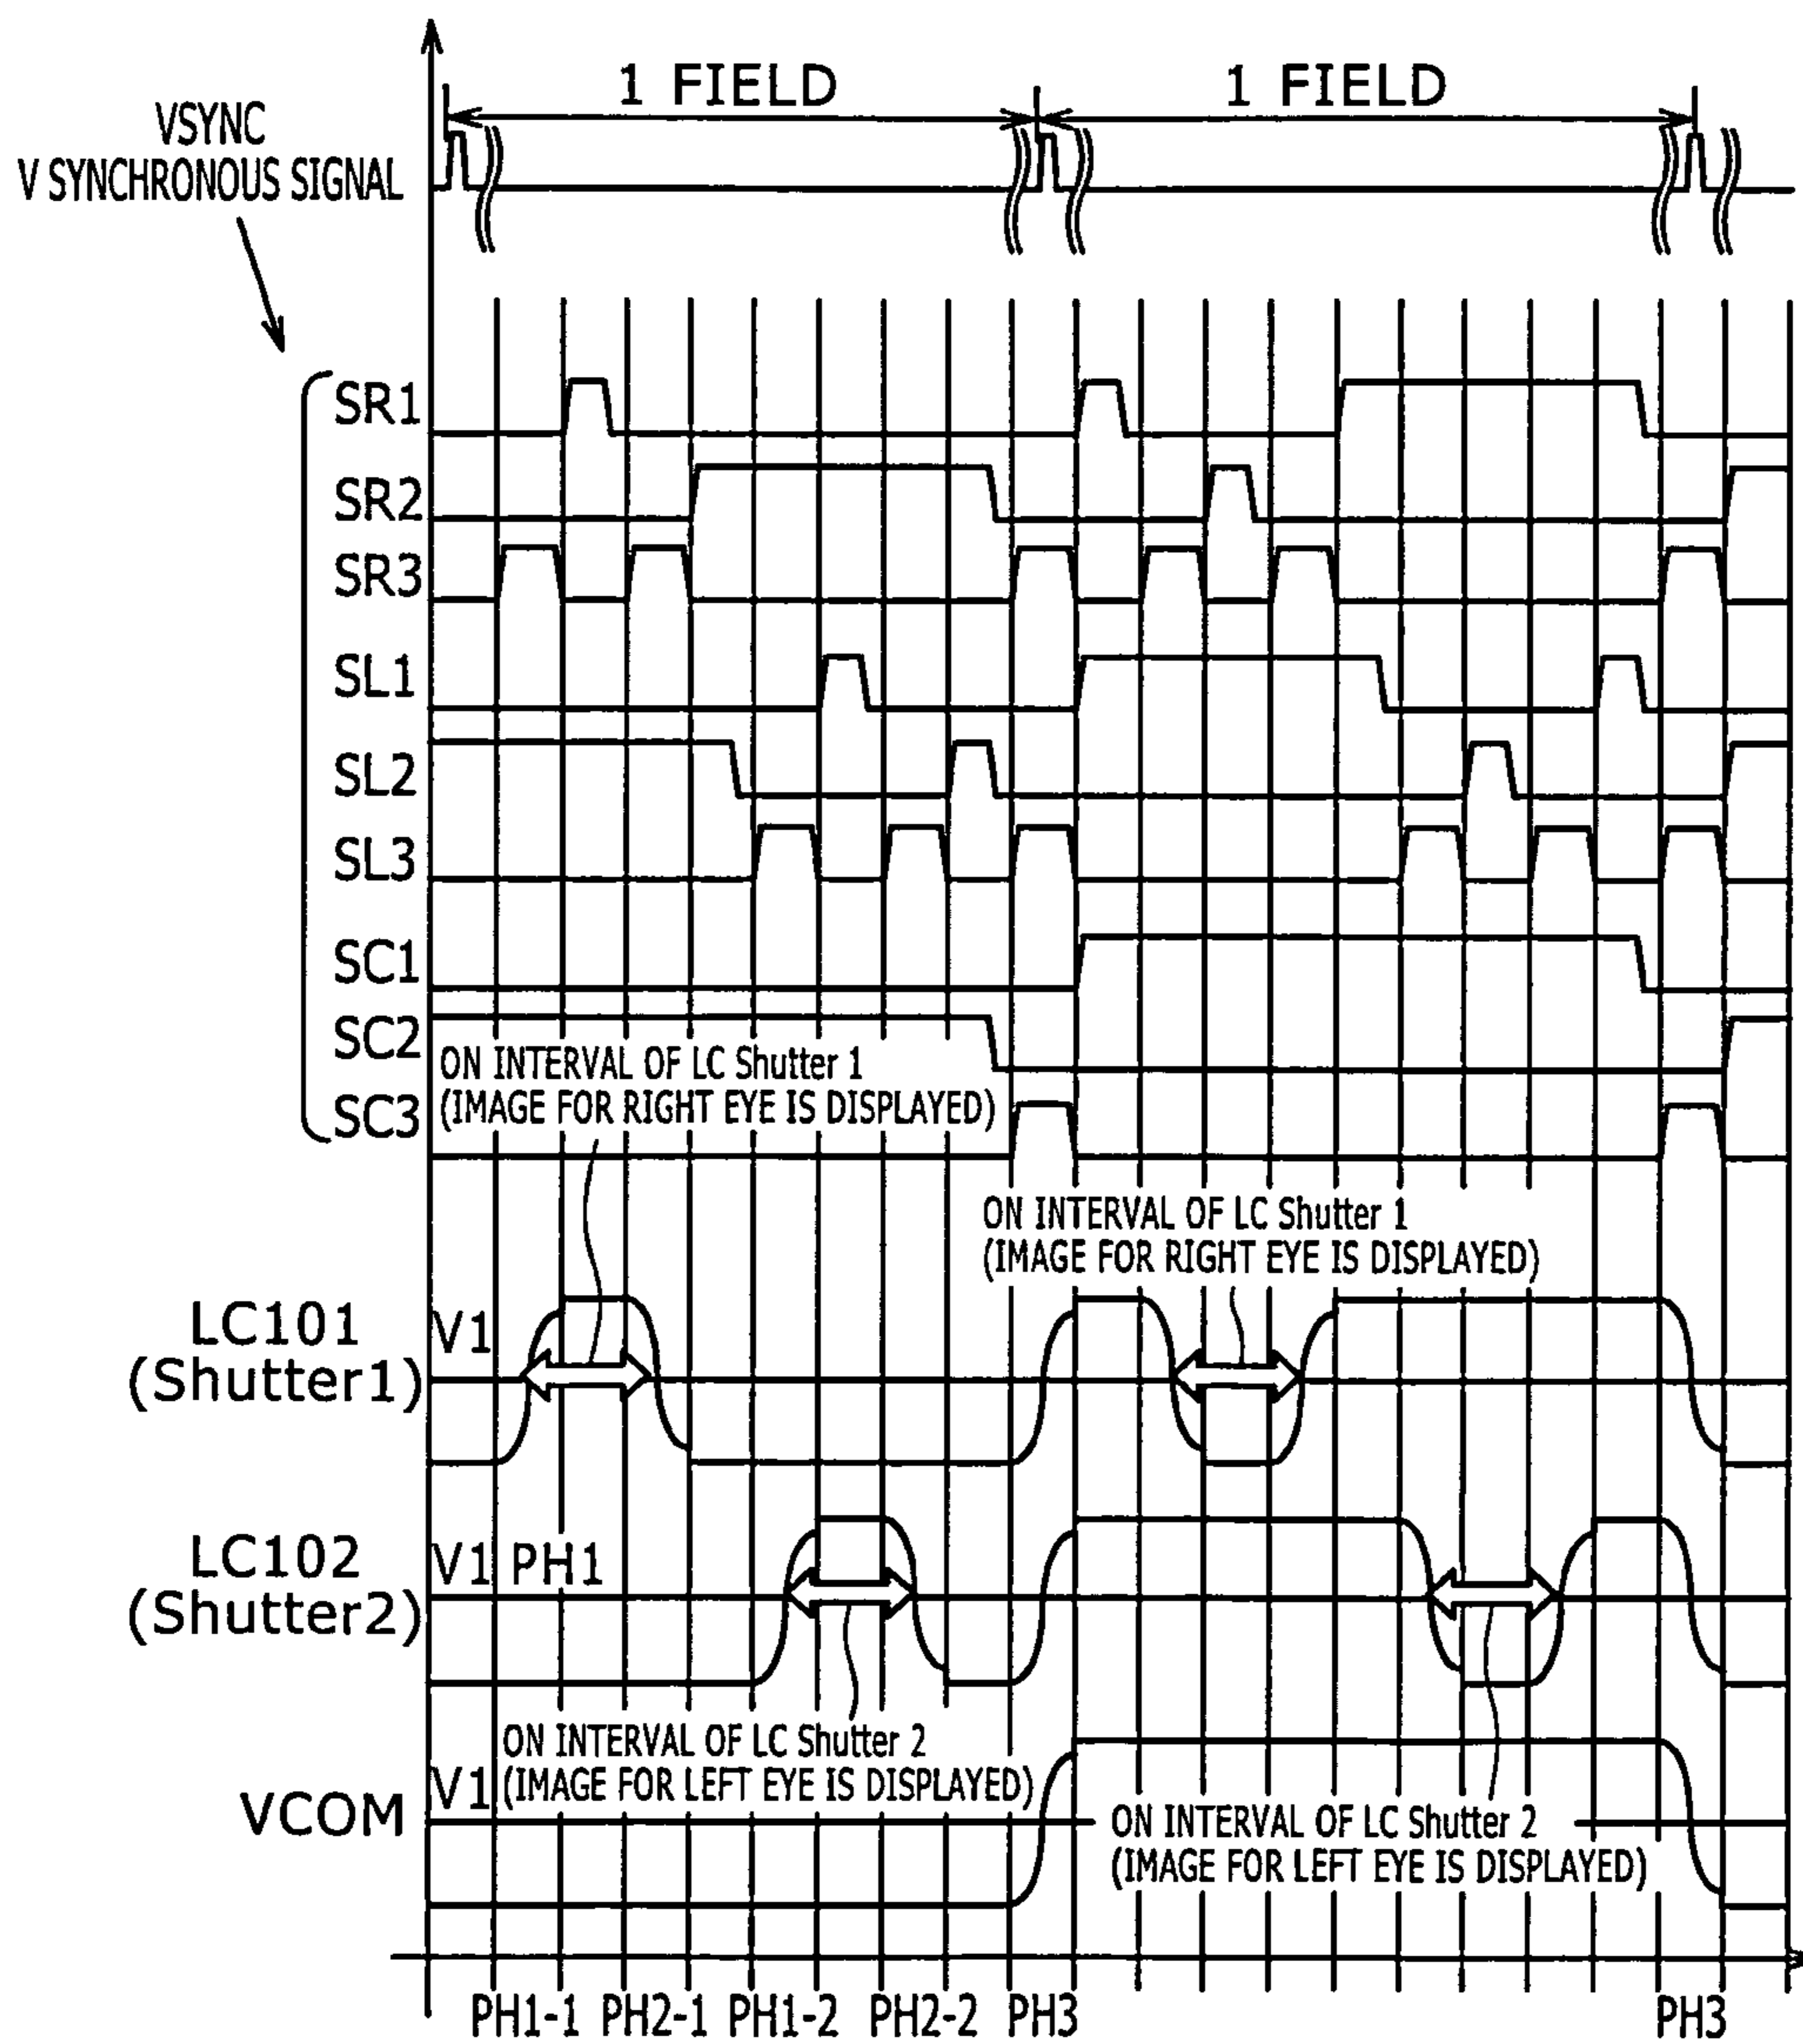 1 FIELD 1 FIELD
VSYNC
V SYNCHRONOUS SIGNAL
SR1
SR2
SR3
SL1
SL2
SL3
SC1
SC2
ON INTERVAL OF LC Shutter 1
(IMAGE FOR RIGHT EYE IS DISPLAYED)
SC3
ON INTERVAL OF LC Shutter 1
(IMAGE FOR RIGHT EYE IS DISPLAYED)
LC101
(Shutter1)
V1
LC102
(Shutter2)
V1 PH1
ON INTERVAL OF LC Shutter 2
(IMAGE FOR LEFT EYE IS DISPLAYED)
VCOM
V1
ON INTERVAL OF LC Shutter 2
(IMAGE FOR LEFT EYE IS DISPLAYED)
PH1-1 PH2-1 PH1-2 PH2-2 PH3 PH3